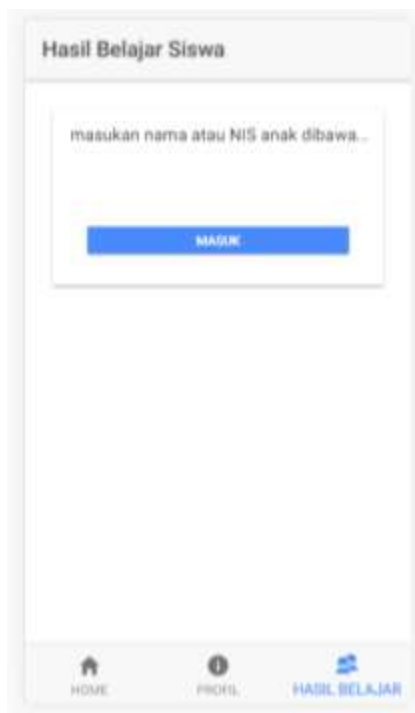 Hasil Belajar Siswa
masukan nama atau NIS anak dibawa...
MASUK
HOME
PROFIL
HASIL BELAJAR